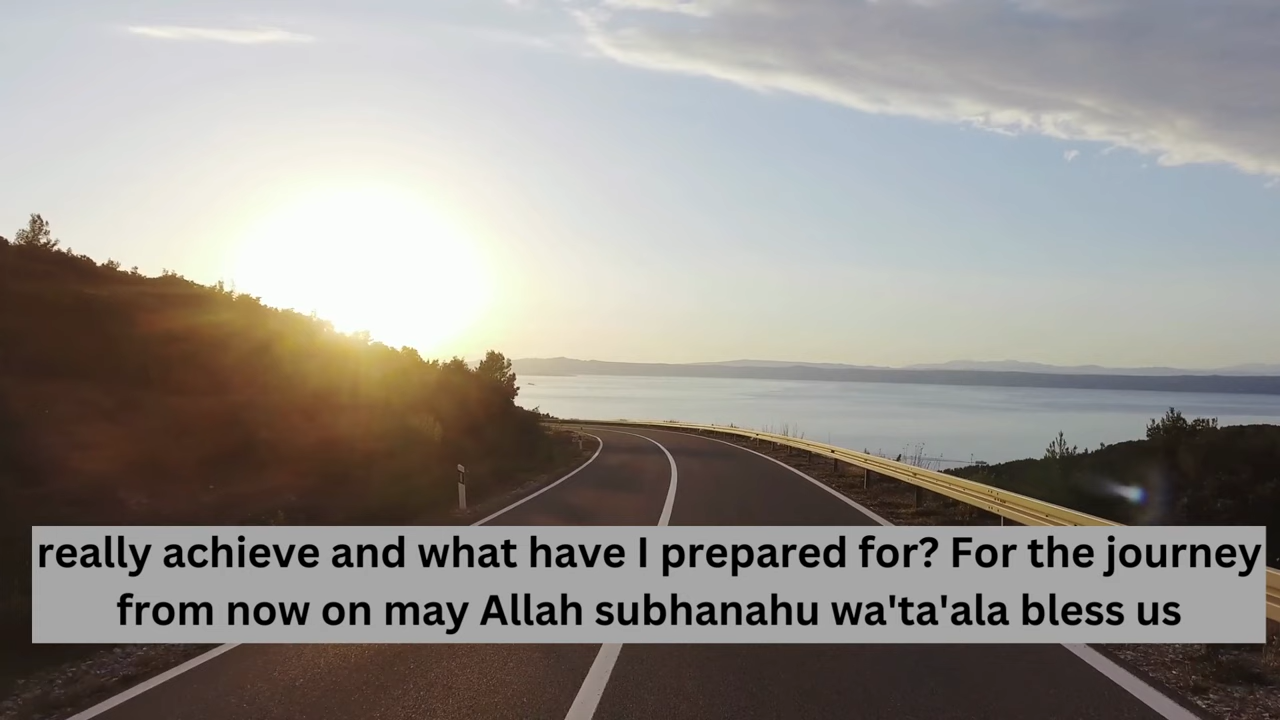 really achieve and what have I prepared for? For the journey
from now on may Allah subhanahu wa'ta'ala bless us